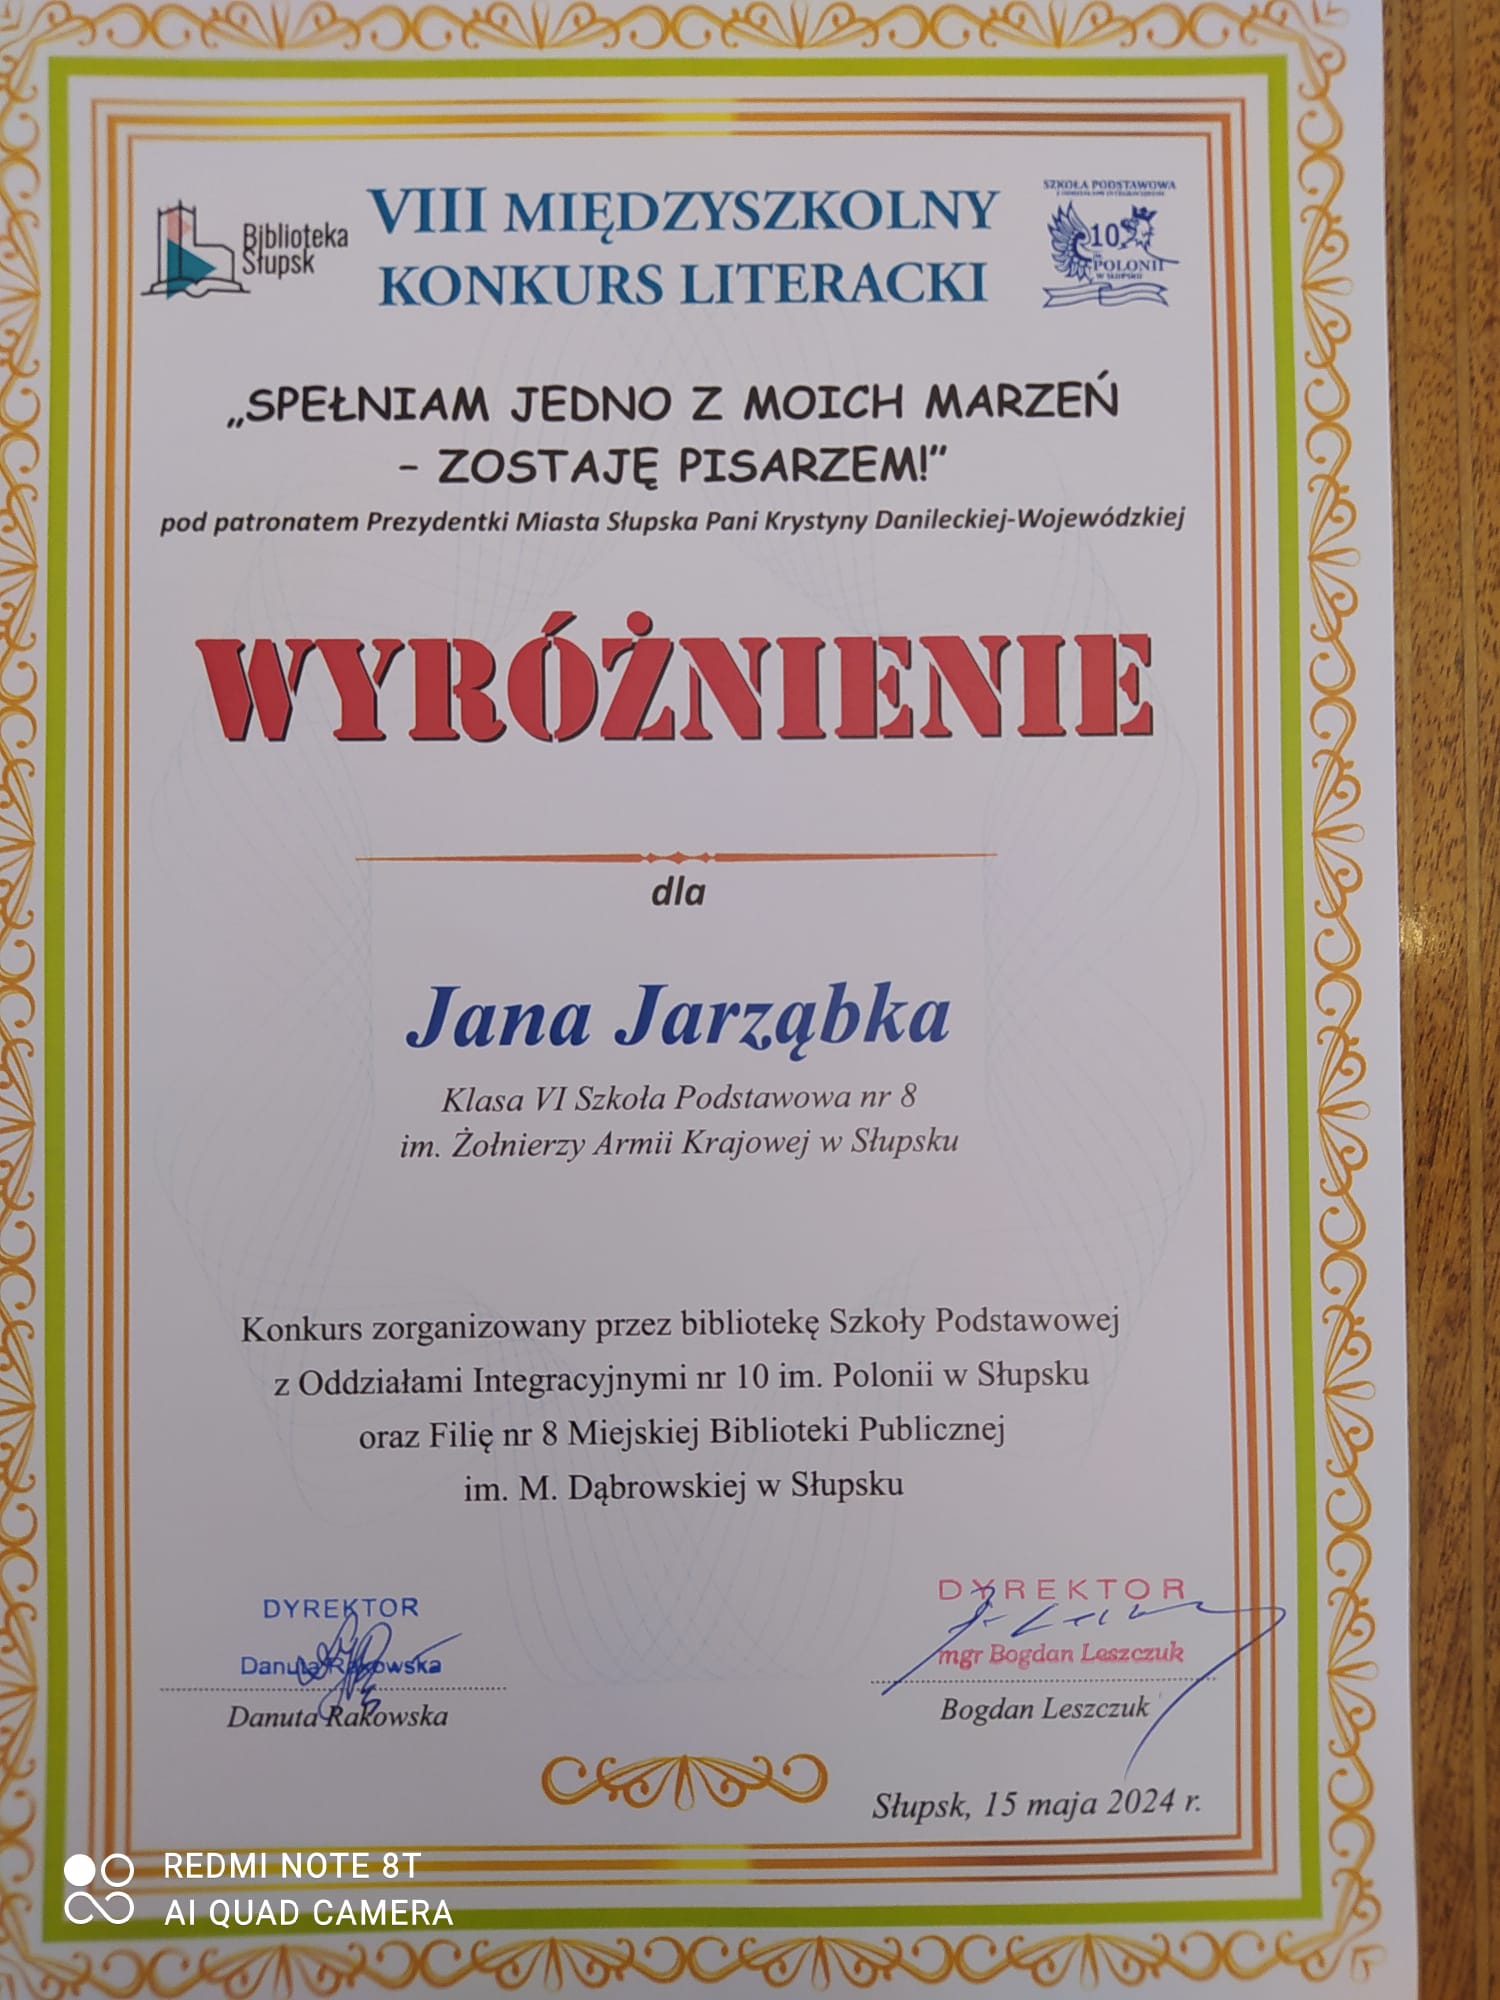 Biblioteka
Słupsk
VIII MIĘDZYSZKOLNY
KONKURS LITERACKI
SZKOŁA PODSTAWOWA
10
POLONII
W SŁUPSKU
„SPEŁNIAM JEDNO Z MOICH MARZEŃ
– ZOSTAJĘ PISARZEM!”
pod patronatem Prezydentki Miasta Słupska Pani Krystyny Danileckiej-Wojewódzkiej
WYRÓŻNIENIE
dla
Jana Jarząbka
Klasa VI Szkoła Podstawowa nr 8
im. Żołnierzy Armii Krajowej w Słupsku
Konkurs zorganizowany przez bibliotekę Szkoły Podstawowej
z Oddziałami Integracyjnymi nr 10 im. Polonii w Słupsku
oraz Filię nr 8 Miejskiej Biblioteki Publicznej
im. M. Dąbrowskiej w Słupsku
DYREKTOR
Danuta Rakowska
Danuta Rakowska
DYREKTOR
mgr Bogdan Leszczuk
Bogdan Leszczuk
Słupsk, 15 maja 2024 r.
REDMI NOTE 8T
AI QUAD CAMERA